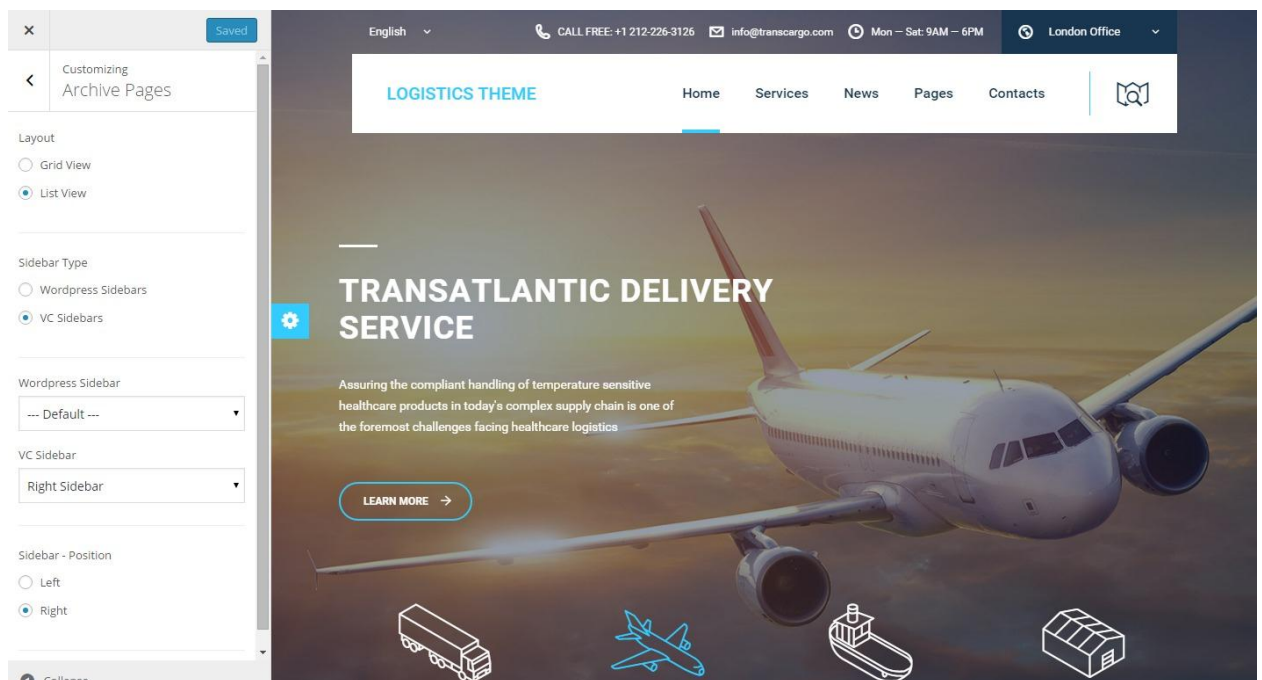 Saved
Customizing
Archive Pages
Layout
Grid View
List View
Sidebar Type
Wordpress Sidebars
VC Sidebars
Wordpress Sidebar
--- Default ---
VC Sidebar
Right Sidebar
Sidebar - Position
Left
Right
Collapse
English
CALL FREE: +1 212-226-3126
info@transcargo.com
Mon – Sat: 9AM – 6PM
London Office
LOGISTICS THEME
Home Services News Pages Contacts
TRANSATLANTIC DELIVERY
SERVICE
Assuring the compliant handling of temperature sensitive
healthcare products in today's complex supply chain is one of
the foremost challenges facing healthcare logistics
LEARN MORE